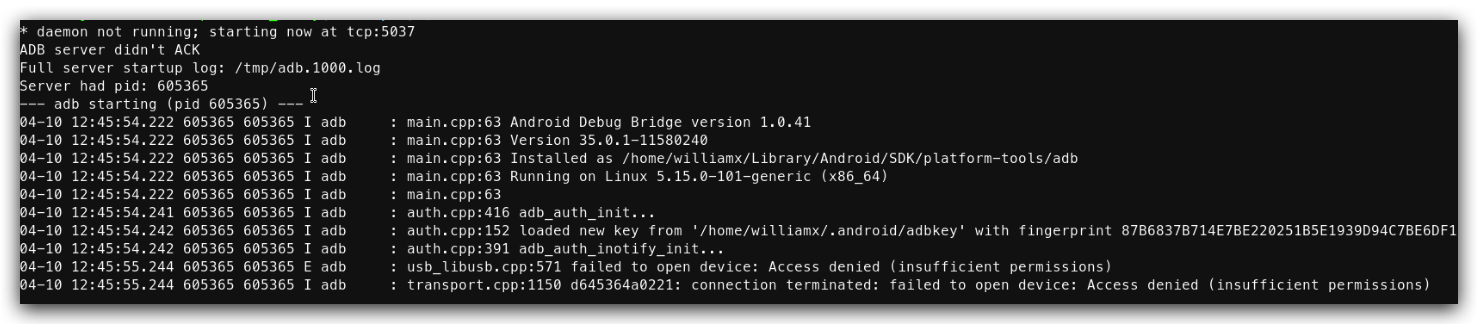 * daemon not running; starting now at tcp:5037
ADB server didn't ACK
Full server startup log: /tmp/adb.1000.log
Server had pid: 605365
--- adb starting (pid 605365) ---
04-10 12:45:54.222 605365 605365 I adb     : main.cpp:63 Android Debug Bridge version 1.0.41
04-10 12:45:54.222 605365 605365 I adb     : main.cpp:63 Version 35.0.1-11580240
04-10 12:45:54.222 605365 605365 I adb     : main.cpp:63 Installed as /home/williamx/Library/Android/SDK/platform-tools/adb
04-10 12:45:54.222 605365 605365 I adb     : main.cpp:63 Running on Linux 5.15.0-101-generic (x86_64)
04-10 12:45:54.222 605365 605365 I adb     : main.cpp:63
04-10 12:45:54.241 605365 605365 I adb     : auth.cpp:416 adb_auth_init...
04-10 12:45:54.242 605365 605365 I adb     : auth.cpp:152 loaded new key from '/home/williamx/.android/adbkey' with fingerprint 87B6837B714E7BE220251B5E1939D94C7BE6DF1
04-10 12:45:54.242 605365 605365 I adb     : auth.cpp:391 adb_auth_inotify_init...
04-10 12:45:55.244 605365 605365 E adb     : usb_libusb.cpp:571 failed to open device: Access denied (insufficient permissions)
04-10 12:45:55.244 605365 605365 I adb     : transport.cpp:1150 d645364a0221: connection terminated: failed to open device: Access denied (insufficient permissions)